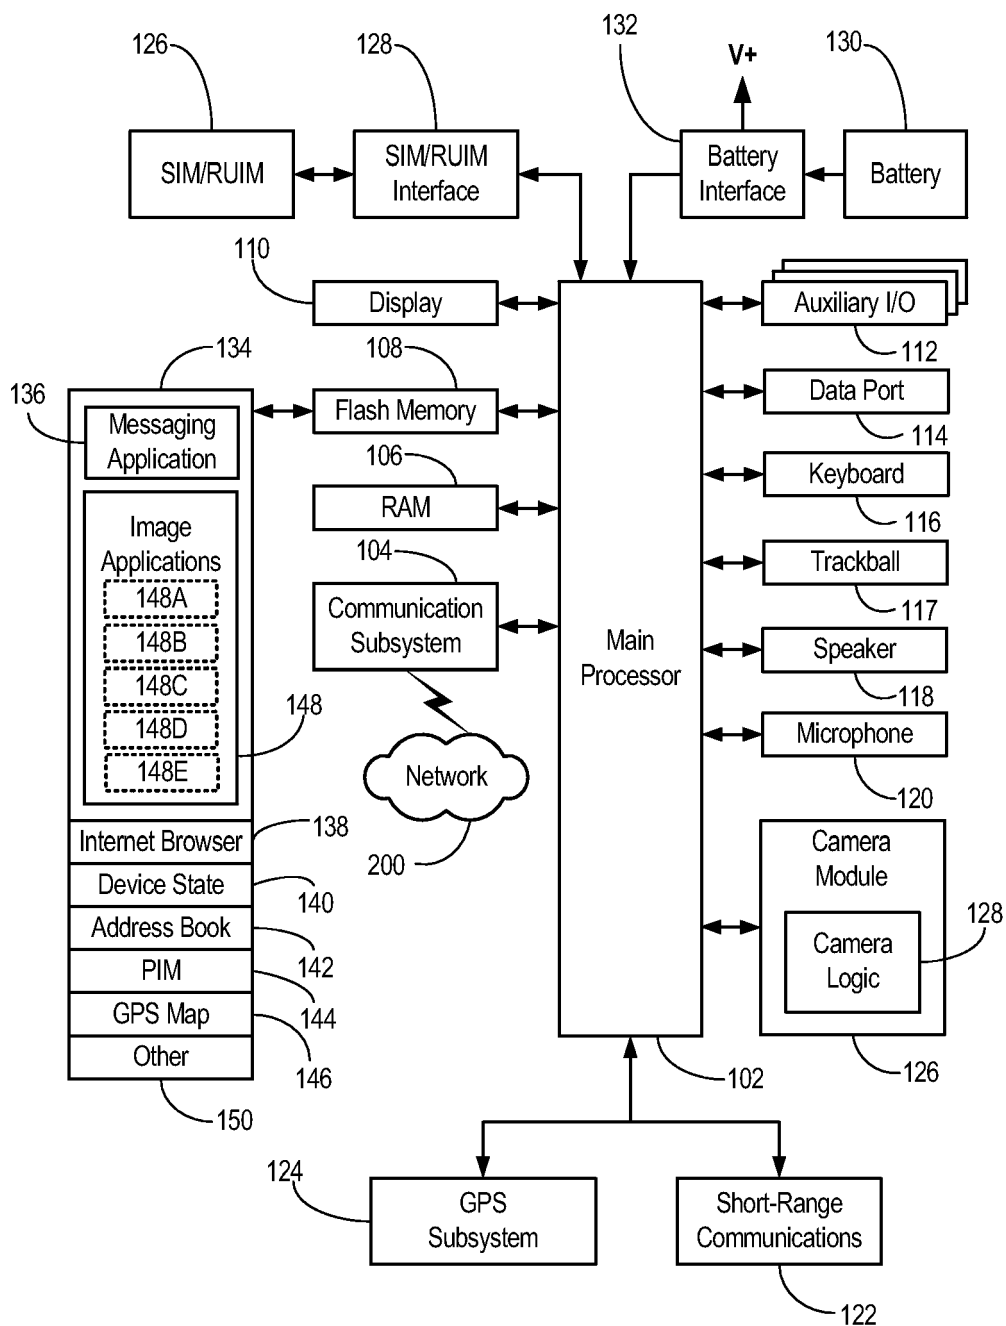 126
128
132
V+
130
SIM/RUIM
SIM/RUIM
Interface
Battery
Interface
Battery
110
Display
Auxiliary I/O
112
134
108
136
Messaging
Application
Flash Memory
Data Port
114
106
RAM
Keyboard
116
Image
Applications
148A
148B
148C
148D
148E
148
104
Communication
Subsystem
Main
Processor
Trackball
117
Speaker
118
Microphone
120
Network
200
Internet Browser
138
Device State
140
Address Book
142
PIM
144
GPS Map
146
Other
150
Camera
Module
Camera
Logic
128
126
102
124
GPS
Subsystem
Short-Range
Communications
122